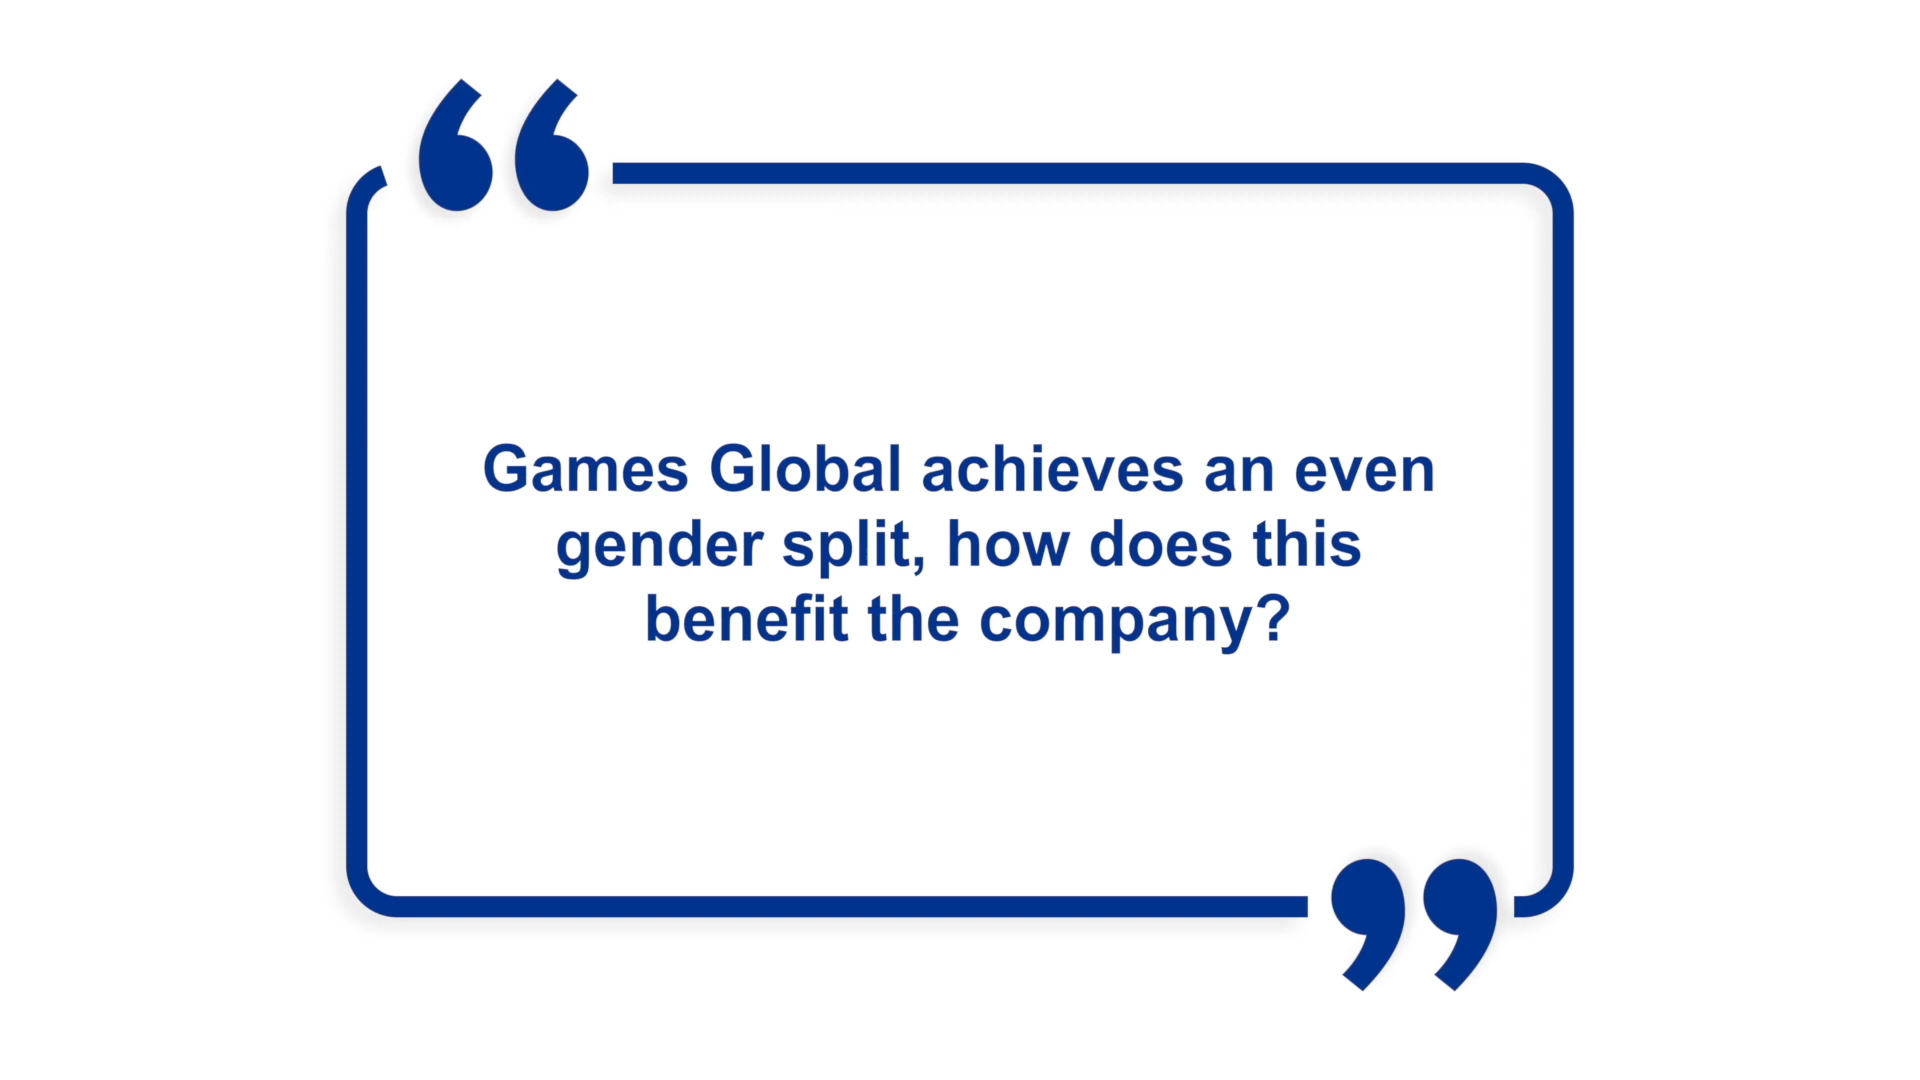 Games Global achieves an even
gender split, how does this
benefit the company?